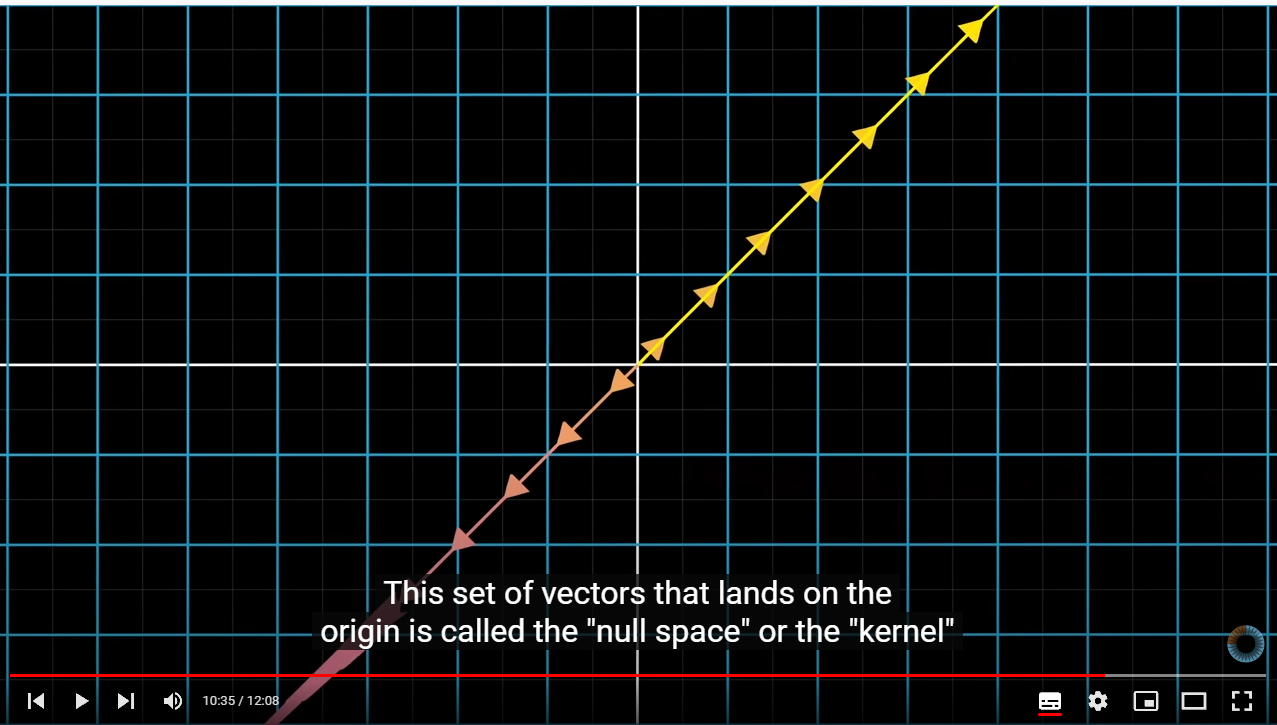 This set of vectors that lands on the
origin is called the "null space" or the "kernel"
10:35 / 12:08